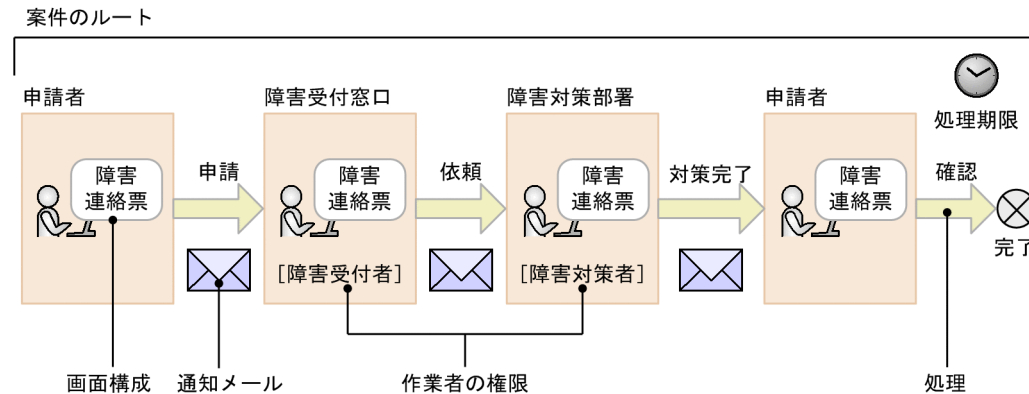 案件のルート
申請者
障害受付窓口
障害対策部署
申請者
処理期限
障害
連絡票
申請
障害
連絡票
依頼
障害
連絡票
対策完了
障害
連絡票
確認
完了
[障害受付者]
[障害対策者]
画面構成
通知メール
作業者の権限
処理